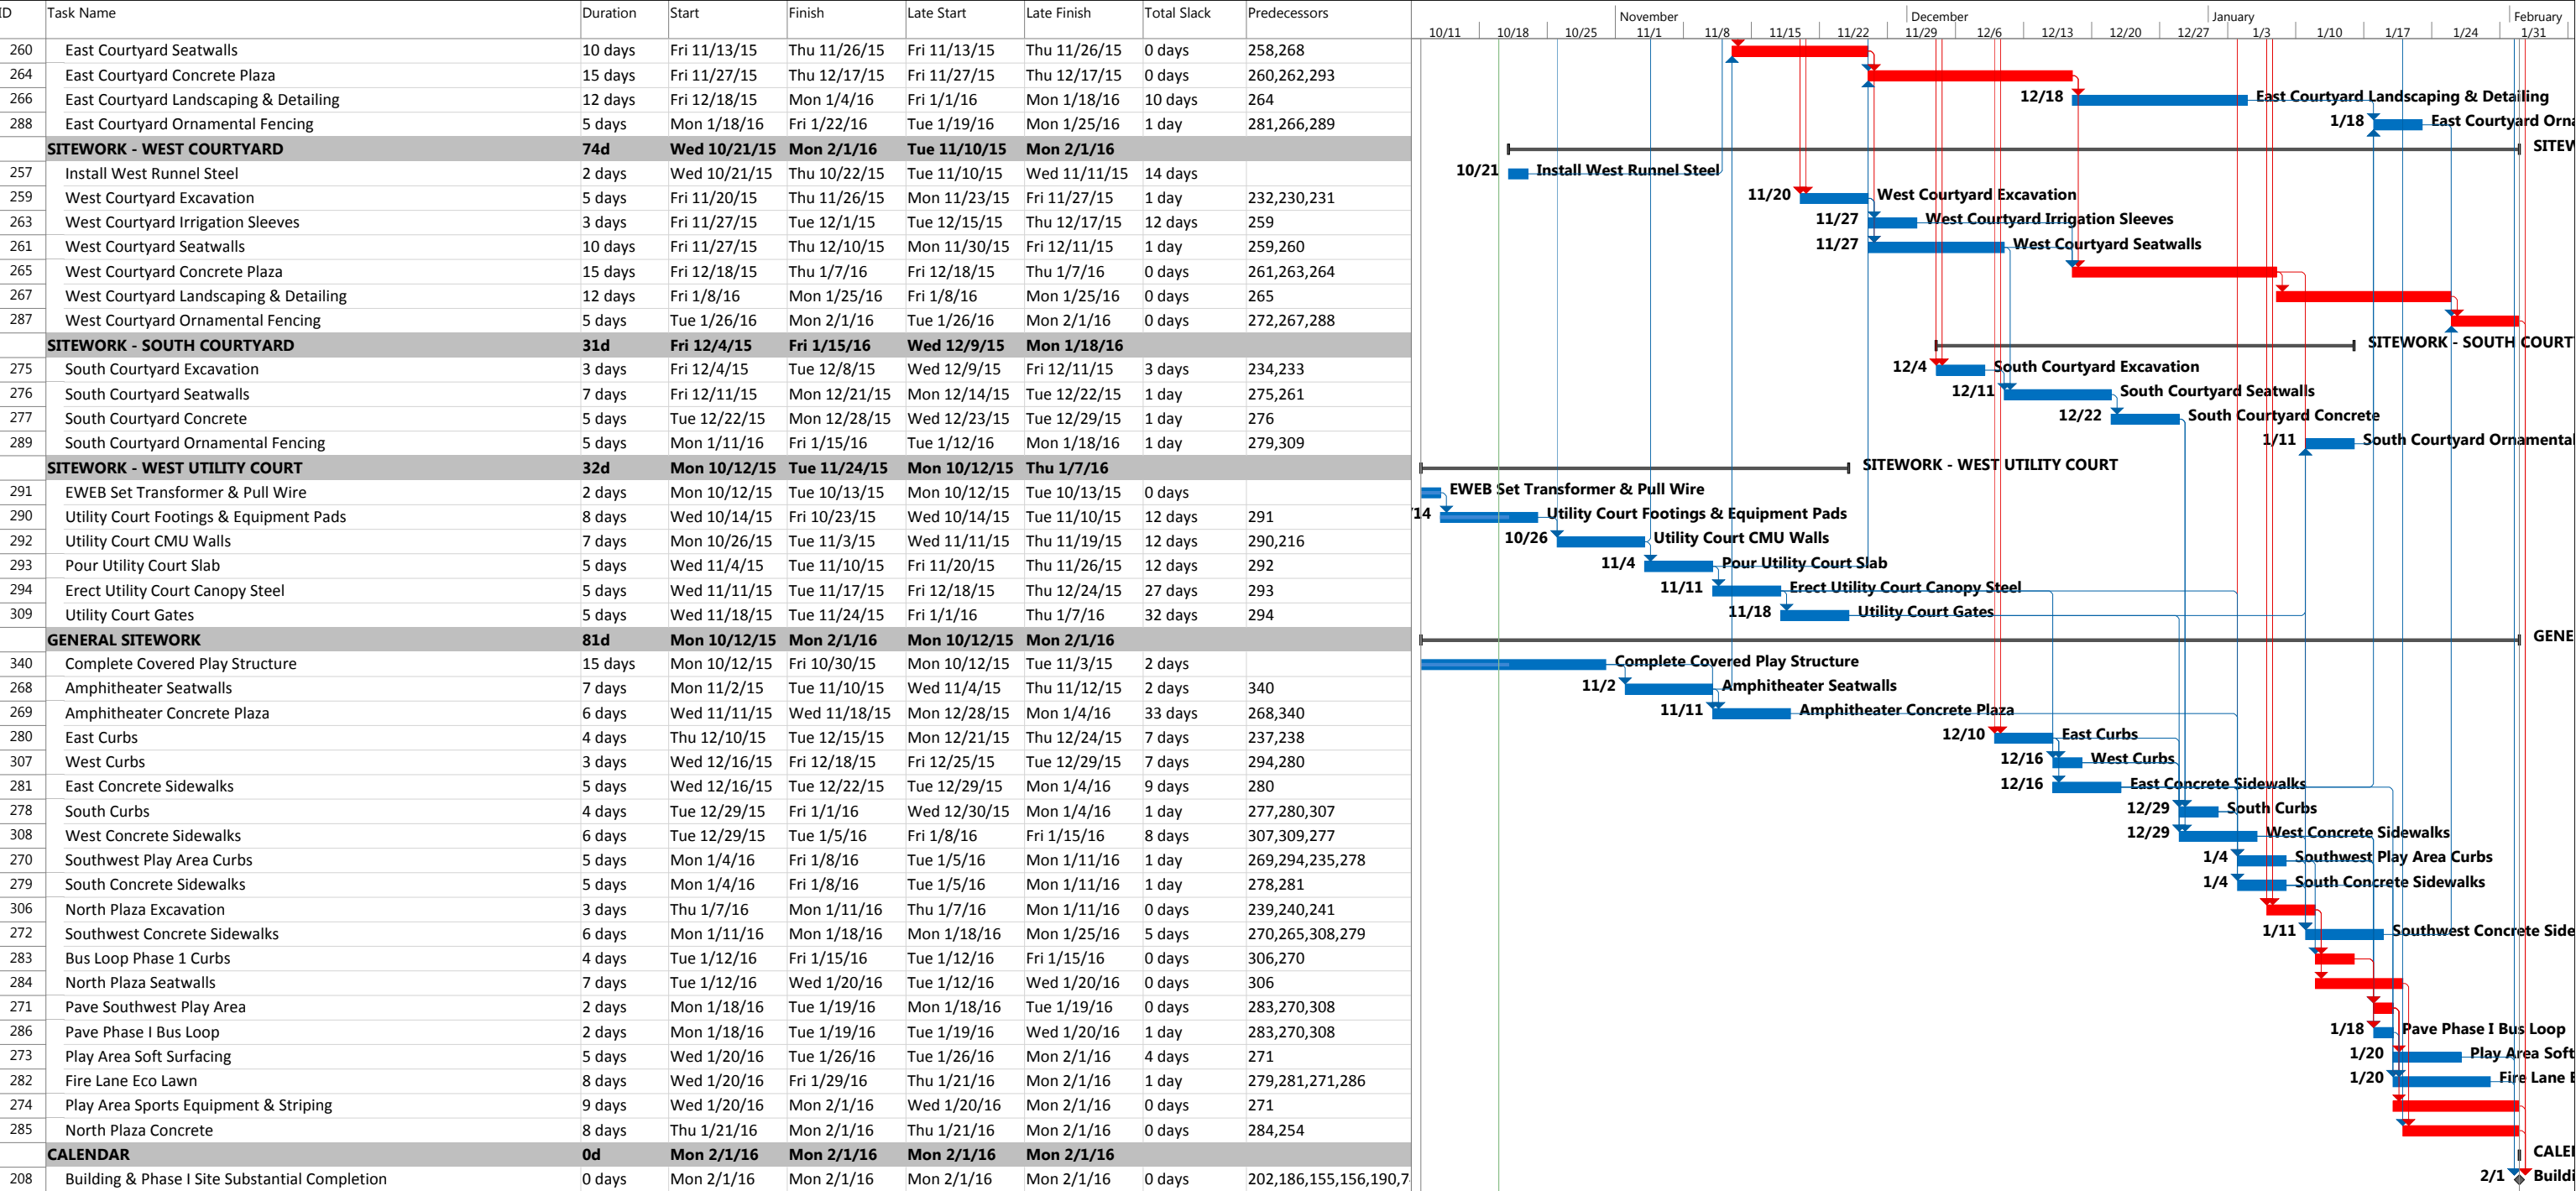 ID Task Name Duration Start Finish Late Start Late Finish Total Slack Predecessors November December January February
10/11 10/18 10/25 11/1 11/8 11/15 11/22 11/29 12/6 12/13 12/20 12/27 1/3 1/10 1/17 1/24 1/31
260 East Courtyard Seatwalls 10 days Fri 11/13/15 Thu 11/26/15 Fri 11/13/15 Thu 11/26/15 0 days 258,268
264 East Courtyard Concrete Plaza 15 days Fri 11/27/15 Thu 12/17/15 Fri 11/27/15 Thu 12/17/15 0 days 260,262,293
266 East Courtyard Landscaping & Detailing 12 days Fri 12/18/15 Mon 1/4/16 Fri 1/1/16 Mon 1/18/16 10 days 264 12/18 East Courtyard Landscaping & Detailing
288 East Courtyard Ornamental Fencing 5 days Mon 1/18/16 Fri 1/22/16 Tue 1/19/16 Mon 1/25/16 1 day 281,266,289 1/18 East Courtyard Orna
SITEWORK - WEST COURTYARD 74d Wed 10/21/15 Mon 2/1/16 Tue 11/10/15 Mon 2/1/16 SITEW
257 Install West Runnel Steel 2 days Wed 10/21/15 Thu 10/22/15 Tue 11/10/15 Wed 11/11/15 14 days 10/21 Install West Runnel Steel
259 West Courtyard Excavation 5 days Fri 11/20/15 Thu 11/26/15 Mon 11/23/15 Fri 11/27/15 1 day 232,230,231 11/20 West Courtyard Excavation
263 West Courtyard Irrigation Sleeves 3 days Fri 11/27/15 Tue 12/1/15 Tue 12/15/15 Thu 12/17/15 12 days 259 11/27 West Courtyard Irrigation Sleeves
261 West Courtyard Seatwalls 10 days Fri 11/27/15 Thu 12/10/15 Mon 11/30/15 Fri 12/11/15 1 day 259,260 11/27 West Courtyard Seatwalls
265 West Courtyard Concrete Plaza 15 days Fri 12/18/15 Thu 1/7/16 Fri 12/18/15 Thu 1/7/16 0 days 261,263,264
267 West Courtyard Landscaping & Detailing 12 days Fri 1/8/16 Mon 1/25/16 Fri 1/8/16 Mon 1/25/16 0 days 265
287 West Courtyard Ornamental Fencing 5 days Tue 1/26/16 Mon 2/1/16 Tue 1/26/16 Mon 2/1/16 0 days 272,267,288
SITEWORK - SOUTH COURTYARD 31d Fri 12/4/15 Fri 1/15/16 Wed 12/9/15 Mon 1/18/16 SITEWORK - SOUTH COURT
275 South Courtyard Excavation 3 days Fri 12/4/15 Tue 12/8/15 Wed 12/9/15 Fri 12/11/15 3 days 234,233 12/4 South Courtyard Excavation
276 South Courtyard Seatwalls 7 days Fri 12/11/15 Mon 12/21/15 Mon 12/14/15 Tue 12/22/15 1 day 275,261 12/11 South Courtyard Seatwalls
277 South Courtyard Concrete 5 days Tue 12/22/15 Mon 12/28/15 Wed 12/23/15 Tue 12/29/15 1 day 276 12/22 South Courtyard Concrete
289 South Courtyard Ornamental Fencing 5 days Mon 1/11/16 Fri 1/15/16 Tue 1/12/16 Mon 1/18/16 1 day 279,309 1/11 South Courtyard Ornamental
SITEWORK - WEST UTILITY COURT 32d Mon 10/12/15 Tue 11/24/15 Mon 10/12/15 Thu 1/7/16 SITEWORK - WEST UTILITY COURT
291 EWEB Set Transformer & Pull Wire 2 days Mon 10/12/15 Tue 10/13/15 Mon 10/12/15 Tue 10/13/15 0 days EWEB Set Transformer & Pull Wire
290 Utility Court Footings & Equipment Pads 8 days Wed 10/14/15 Fri 10/23/15 Wed 10/14/15 Tue 11/10/15 12 days 291 14 Utility Court Footings & Equipment Pads
292 Utility Court CMU Walls 7 days Mon 10/26/15 Tue 11/3/15 Wed 11/11/15 Thu 11/19/15 12 days 290,216 10/26 Utility Court CMU Walls
293 Pour Utility Court Slab 5 days Wed 11/4/15 Tue 11/10/15 Fri 11/20/15 Thu 11/26/15 12 days 292 11/4 Pour Utility Court Slab
294 Erect Utility Court Canopy Steel 5 days Wed 11/11/15 Tue 11/17/15 Fri 12/18/15 Thu 12/24/15 27 days 293 11/11 Erect Utility Court Canopy Steel
309 Utility Court Gates 5 days Wed 11/18/15 Tue 11/24/15 Fri 1/1/16 Thu 1/7/16 32 days 294 11/18 Utility Court Gates
GENERAL SITEWORK 81d Mon 10/12/15 Mon 2/1/16 Mon 10/12/15 Mon 2/1/16 GENE
340 Complete Covered Play Structure 15 days Mon 10/12/15 Fri 10/30/15 Mon 10/12/15 Tue 11/3/15 2 days Complete Covered Play Structure
268 Amphitheater Seatwalls 7 days Mon 11/2/15 Tue 11/10/15 Wed 11/4/15 Thu 11/12/15 2 days 340 11/2 Amphitheater Seatwalls
269 Amphitheater Concrete Plaza 6 days Wed 11/11/15 Wed 11/18/15 Mon 12/28/15 Mon 1/4/16 33 days 268,340 11/11 Amphitheater Concrete Plaza
280 East Curbs 4 days Thu 12/10/15 Tue 12/15/15 Mon 12/21/15 Thu 12/24/15 7 days 237,238 12/10 East Curbs
307 West Curbs 3 days Wed 12/16/15 Fri 12/18/15 Fri 12/25/15 Tue 12/29/15 7 days 294,280 12/16 West Curbs
281 East Concrete Sidewalks 5 days Wed 12/16/15 Tue 12/22/15 Tue 12/29/15 Mon 1/4/16 9 days 280 12/16 East Concrete Sidewalks
278 South Curbs 4 days Tue 12/29/15 Fri 1/1/16 Wed 12/30/15 Mon 1/4/16 1 day 277,280,307 12/29 South Curbs
308 West Concrete Sidewalks 6 days Tue 12/29/15 Tue 1/5/16 Fri 1/8/16 Fri 1/15/16 8 days 307,309,277 12/29 West Concrete Sidewalks
270 Southwest Play Area Curbs 5 days Mon 1/4/16 Fri 1/8/16 Tue 1/5/16 Mon 1/11/16 1 day 269,294,235,278 1/4 Southwest Play Area Curbs
279 South Concrete Sidewalks 5 days Mon 1/4/16 Fri 1/8/16 Tue 1/5/16 Mon 1/11/16 1 day 278,281 1/4 South Concrete Sidewalks
306 North Plaza Excavation 3 days Thu 1/7/16 Mon 1/11/16 Thu 1/7/16 Mon 1/11/16 0 days 239,240,241
272 Southwest Concrete Sidewalks 6 days Mon 1/11/16 Mon 1/18/16 Mon 1/18/16 Mon 1/25/16 5 days 270,265,308,279 1/11 Southwest Concrete Side
283 Bus Loop Phase 1 Curbs 4 days Tue 1/12/16 Fri 1/15/16 Tue 1/12/16 Fri 1/15/16 0 days 306,270
284 North Plaza Seatwalls 7 days Tue 1/12/16 Wed 1/20/16 Tue 1/12/16 Wed 1/20/16 0 days 306
271 Pave Southwest Play Area 2 days Mon 1/18/16 Tue 1/19/16 Mon 1/18/16 Tue 1/19/16 0 days 283,270,308
286 Pave Phase I Bus Loop 2 days Mon 1/18/16 Tue 1/19/16 Tue 1/19/16 Wed 1/20/16 1 day 283,270,308 1/18 Pave Phase I Bus Loop
273 Play Area Soft Surfacing 5 days Wed 1/20/16 Tue 1/26/16 Tue 1/26/16 Mon 2/1/16 4 days 271 1/20 Play Area Soft
282 Fire Lane Eco Lawn 8 days Wed 1/20/16 Fri 1/29/16 Thu 1/21/16 Mon 2/1/16 1 day 279,281,271,286 1/20 Fire Lane E
274 Play Area Sports Equipment & Striping 9 days Wed 1/20/16 Mon 2/1/16 Wed 1/20/16 Mon 2/1/16 0 days 271
285 North Plaza Concrete 8 days Thu 1/21/16 Mon 2/1/16 Thu 1/21/16 Mon 2/1/16 0 days 284,254
CALENDAR 0d Mon 2/1/16 Mon 2/1/16 Mon 2/1/16 Mon 2/1/16 CALE
208 Building & Phase I Site Substantial Completion 0 days Mon 2/1/16 Mon 2/1/16 Mon 2/1/16 Mon 2/1/16 0 days 202,186,155,156,190,7 2/1 Buildi